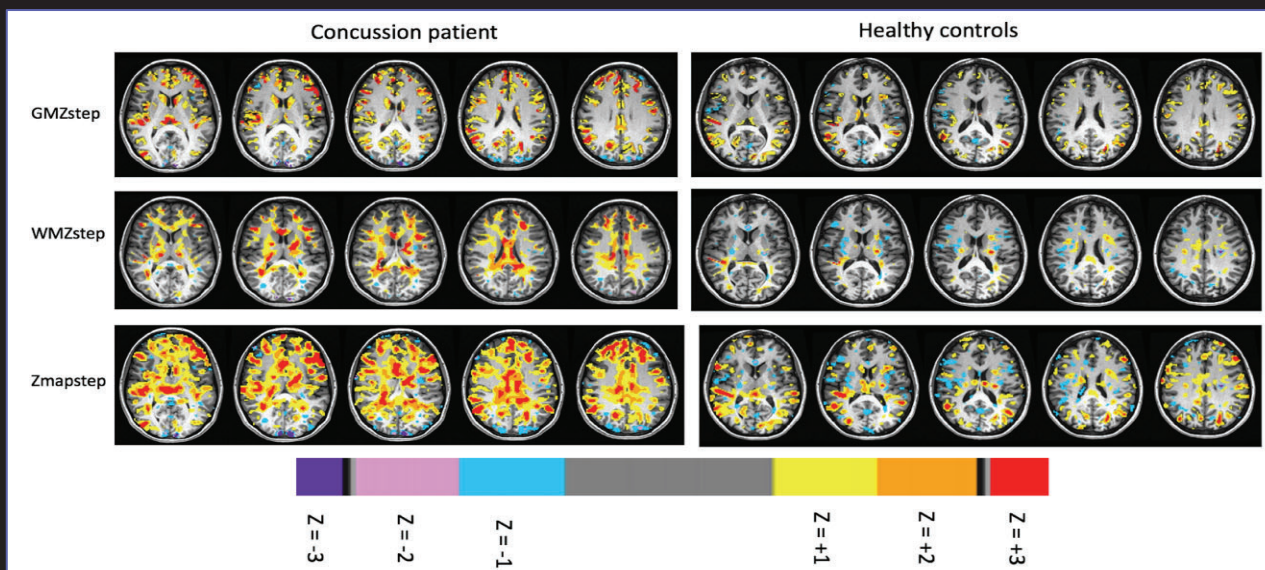 Concussion patient
Healthy controls
GMZstep
WMZstep
Zmapstep
Z = -3
Z = -2
Z = -1
Z = +1
Z = +2
Z = +3